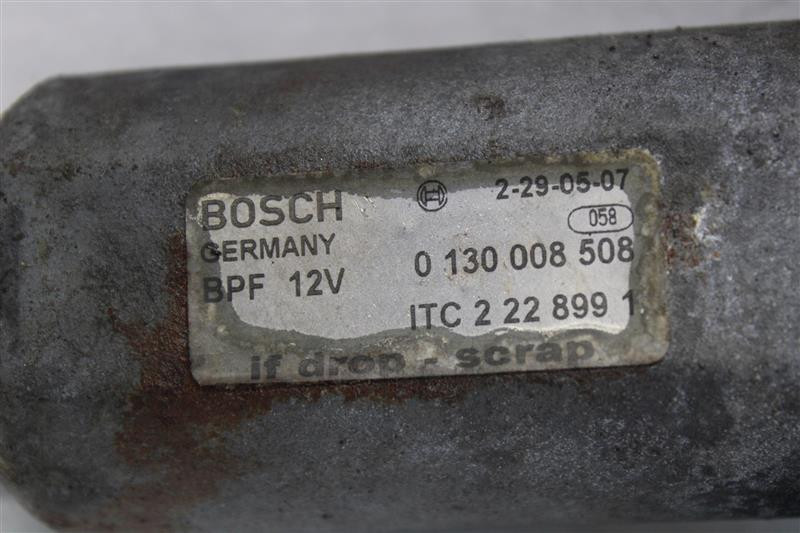 BOSCH 2-29-05-07
GERMANY 058
BPF 12V 0 130 008 508
ITC 2 22 899 1
if drop - scrap